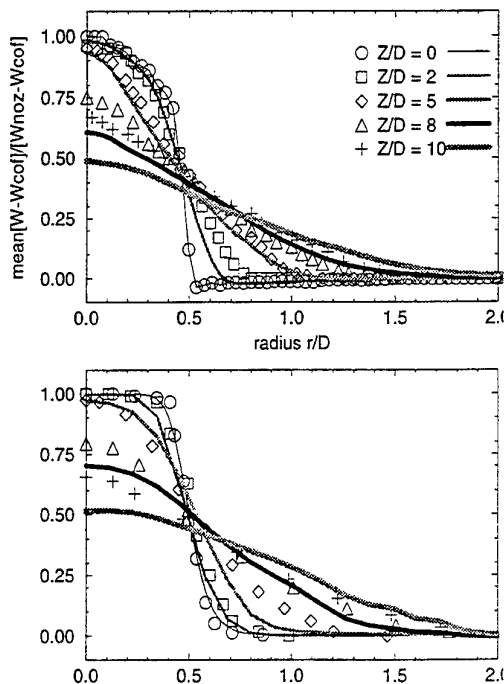 mean[W-Wcof]/[Wnoz-Wcof]
1.00
0.75
0.50
0.25
0.00
Z/D = 0
Z/D = 2
Z/D = 5
Z/D = 8
Z/D = 10
0.0 0.5 1.0 1.5 2.0
radius r/D
1.00
0.75
0.50
0.25
0.00
0.0 0.5 1.0 1.5 2.0